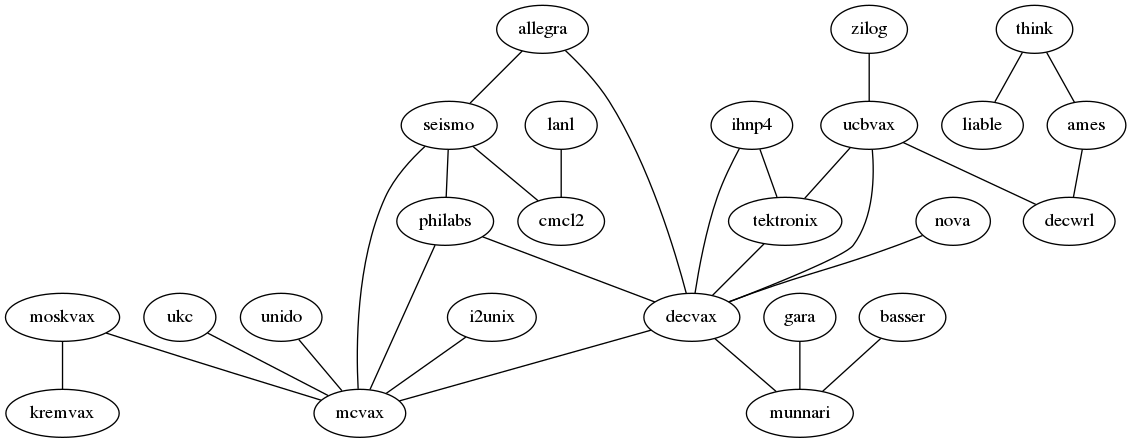 allegra
zilog
think
seismo
lanl
ihnp4
ucbvax
liable
ames
philabs
cmcl2
tektronix
nova
decwrl
moskvax
ukc
unido
i2unix
decvax
gara
basser
kremvax
mcvax
munnari